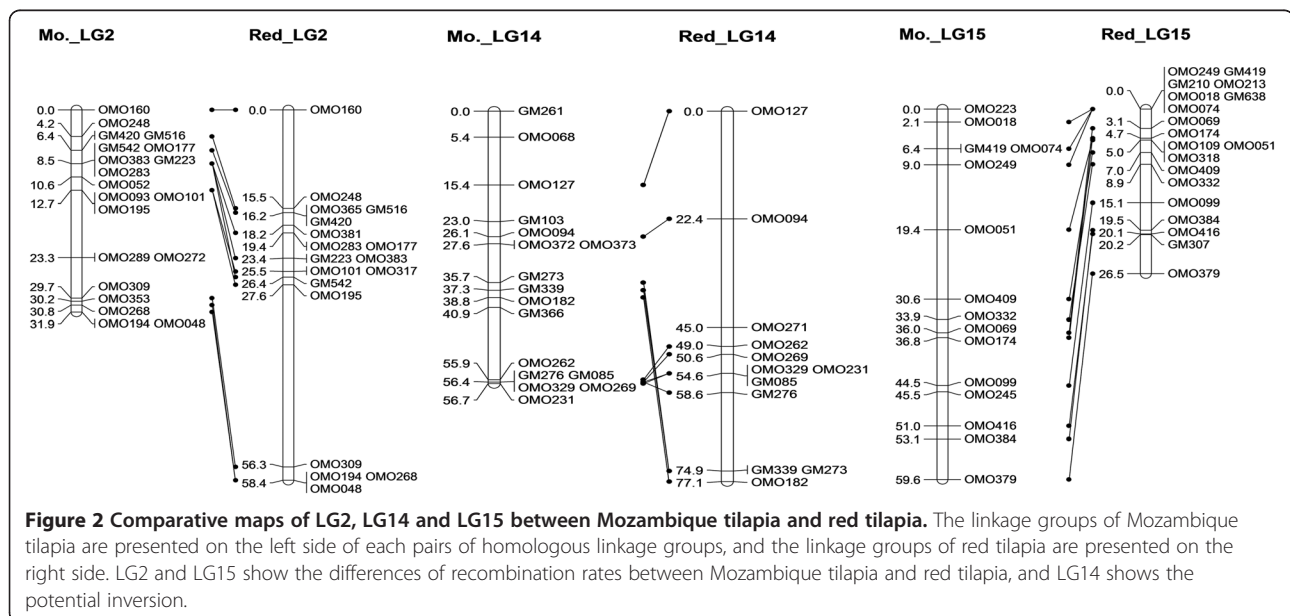 Mo._LG2
Red_LG2
Mo._LG14
Red_LG14
Mo._LG15
Red_LG15
0.0 OMO160
4.2 OMO248
6.4 GM420 GM516
GM542 OMO177
8.5 OMO383 GM223
OMO283
10.6 OMO052
12.7 OMO093 OMO101
OMO195
23.3 OMO289 OMO272
29.7 OMO309
30.2 OMO353
30.8 OMO268
31.9 OMO194 OMO048
0.0 OMO160
15.5 OMO248
16.2 OMO365 GM516
GM420
18.2 OMO381
19.4 OMO283 OMO177
23.4 GM223 OMO383
25.5 OMO101 OMO317
26.4 GM542
27.6 OMO195
56.3 OMO309
58.4 OMO194 OMO268
OMO048
0.0 GM261
5.4 OMO068
15.4 OMO127
23.0 GM103
26.1 OMO094
27.6 OMO372 OMO373
35.7 GM273
37.3 GM339
38.8 OMO182
40.9 GM366
55.9 OMO262
56.4 GM276 GM085
OMO329 OMO269
56.7 OMO231
0.0 OMO127
22.4 OMO094
45.0 OMO271
49.0 OMO262
50.6 OMO269
54.6 OMO329 OMO231
GM085
58.6 GM276
74.9 GM339 GM273
77.1 OMO182
0.0 OMO223
2.1 OMO018
6.4 GM419 OMO074
9.0 OMO249
19.4 OMO051
30.6 OMO409
33.9 OMO332
36.0 OMO069
36.8 OMO174
44.5 OMO099
45.5 OMO245
51.0 OMO416
53.1 OMO384
59.6 OMO379
OMO249 GM419
GM210 OMO213
0.0 OMO018 GM638
OMO074
3.1 OMO069
4.7 OMO174
5.0 OMO109 OMO051
OMO318
7.0 OMO409
8.9 OMO332
15.1 OMO099
19.5 OMO384
20.1 OMO416
20.2 GM307
26.5 OMO379
Figure 2 Comparative maps of LG2, LG14 and LG15 between Mozambique tilapia and red tilapia. The linkage groups of Mozambique
tilapia are presented on the left side of each pairs of homologous linkage groups, and the linkage groups of red tilapia are presented on the
right side. LG2 and LG15 show the differences of recombination rates between Mozambique tilapia and red tilapia, and LG14 shows the
potential inversion.